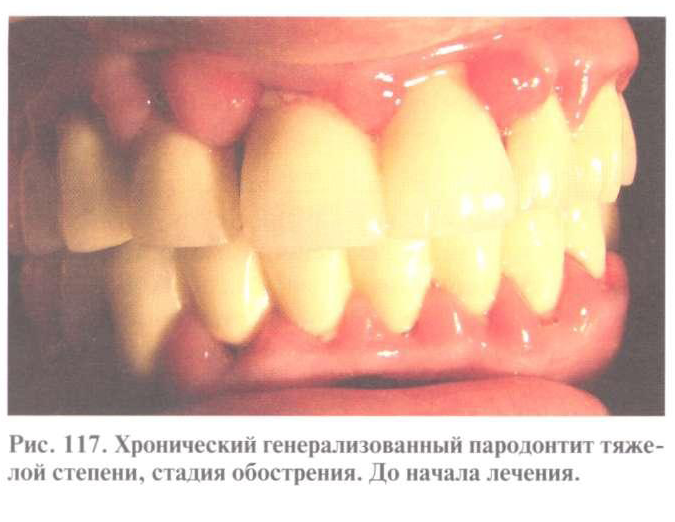 Рис. 117. Хронический генерализованный пародонтит тяже-
лой степени, стадия обострения. До начала лечения.